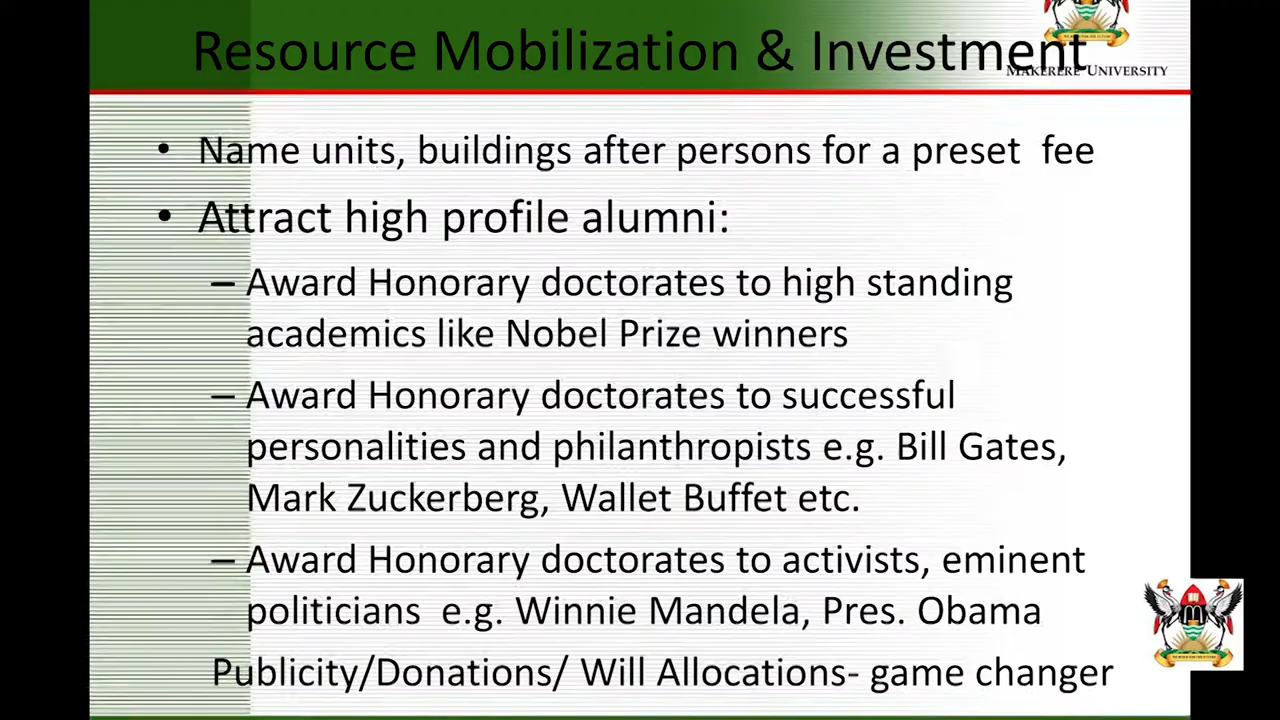 Resource Mobilization & Investment
MAKERERE UNIVERSITY
• Name units, buildings after persons for a preset fee
• Attract high profile alumni:
– Award Honorary doctorates to high standing
academics like Nobel Prize winners
– Award Honorary doctorates to successful
personalities and philanthropists e.g. Bill Gates,
Mark Zuckerberg, Wallet Buffet etc.
– Award Honorary doctorates to activists, eminent
politicians e.g. Winnie Mandela, Pres. Obama
Publicity/Donations/ Will Allocations- game changer